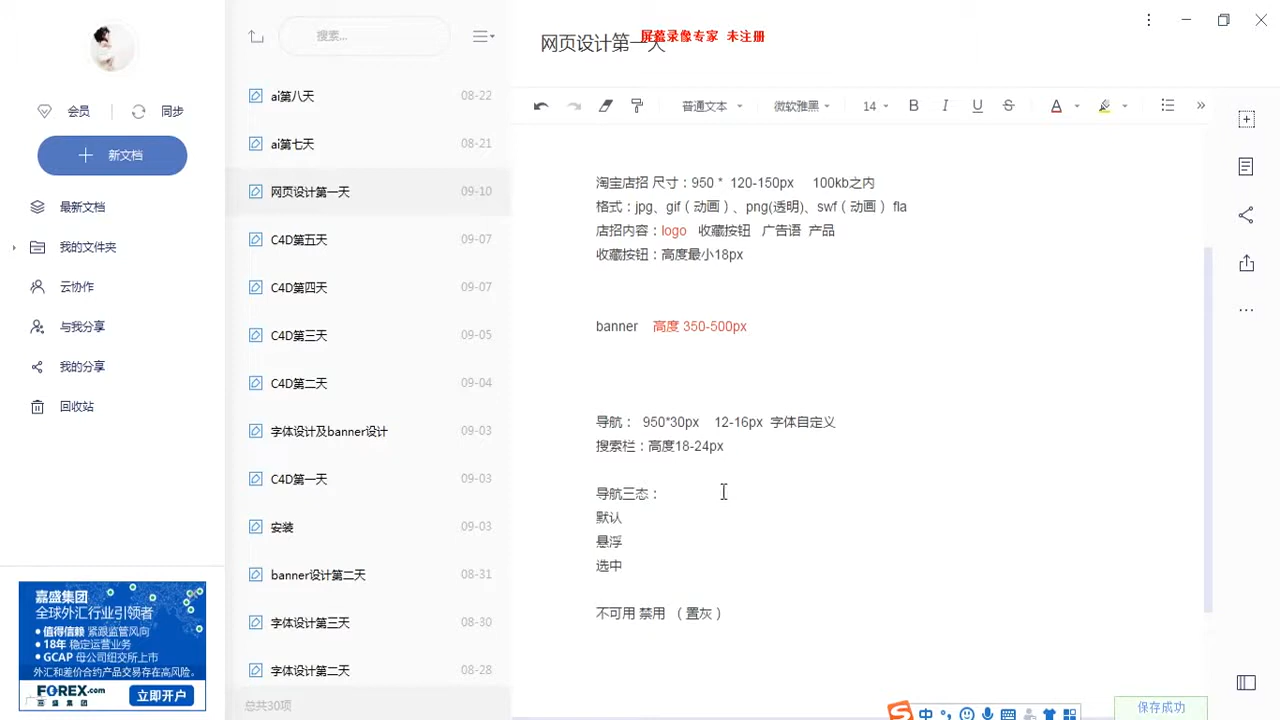 会员
同步
新文档
最新文档
我的文件夹
云协作
与我分享
我的分享
回收站
嘉盛集团
全球外汇行业引领者
值得信赖 紧跟监管风向
18年 稳定运营业务
GCAP 母公司纽交所上市
外汇和差价合约产品交易存在高风险。
FOREX.com
嘉盛集团
立即开户
搜索...
ai第八天 08-22
ai第七天 08-21
网页设计第一天 09-10
C4D第五天 09-07
C4D第四天 09-07
C4D第三天 09-05
C4D第二天 09-04
字体设计及banner设计 09-03
C4D第一天 09-03
安装 09-03
banner设计第二天 08-31
字体设计第三天 08-30
字体设计第二天 08-28
总共30项
网页设计第一天
屏幕录像专家 未注册
普通文本 微软雅黑 14 B I U S A
淘宝店招 尺寸：950 * 120-150px 100kb之内
格式：jpg、gif（动画）、png(透明)、swf（动画） fla
店招内容：logo 收藏按钮 广告语 产品
收藏按钮：高度最小18px
banner 高度 350-500px
导航： 950*30px 12-16px 字体自定义
搜索栏：高度18-24px
导航三态：
默认
悬浮
选中
不可用 禁用 （置灰）
保存成功
中